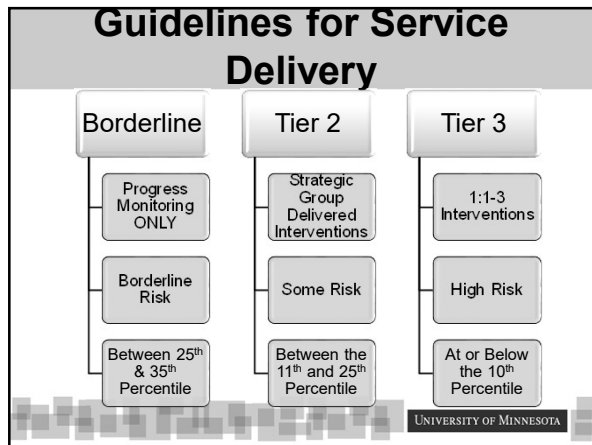 Guidelines for Service
Delivery
Borderline
Progress
Monitoring
ONLY
Borderline
Risk
Between 25th
& 35th
Percentile
Tier 2
Strategic
Group
Delivered
Interventions
Some Risk
Between the
11th and 25th
Percentile
Tier 3
1:1-3
Interventions
High Risk
At or Below
the 10th
Percentile
UNIVERSITY OF MINNESOTA